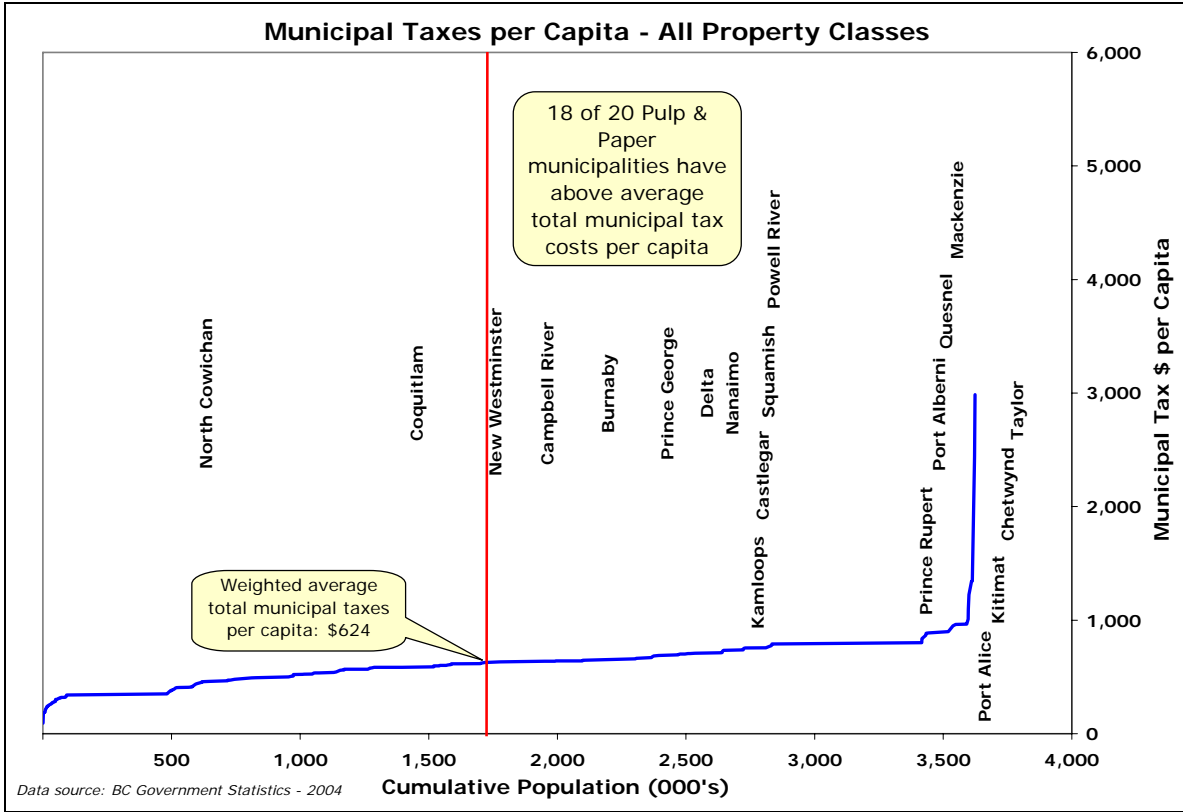 Municipal Taxes per Capita - All Property Classes
6,000
5,000
4,000
3,000
2,000
1,000
0
Municipal Tax $ per Capita
18 of 20 Pulp &
Paper
municipalities have
above average
total municipal tax
costs per capita
Weighted average
total municipal taxes
per capita: $624
North Cowichan
Coquitlam
New Westminster
Campbell River
Burnaby
Prince George
Delta
Nanaimo
Kamloops
Castlegar
Squamish
Powell River
Prince Rupert
Port Alberni
Quesnel
Mackenzie
Port Alice
Kitimat
Chetwynd
Taylor
500
1,000
1,500
2,000
2,500
3,000
3,500
4,000
Cumulative Population (000's)
Data source: BC Government Statistics - 2004